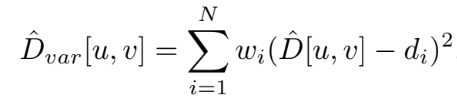 $\hat{D}_{var}[u, v] = \sum_{i=1}^{N} w_i (\hat{D}[u, v] - d_i)^2$